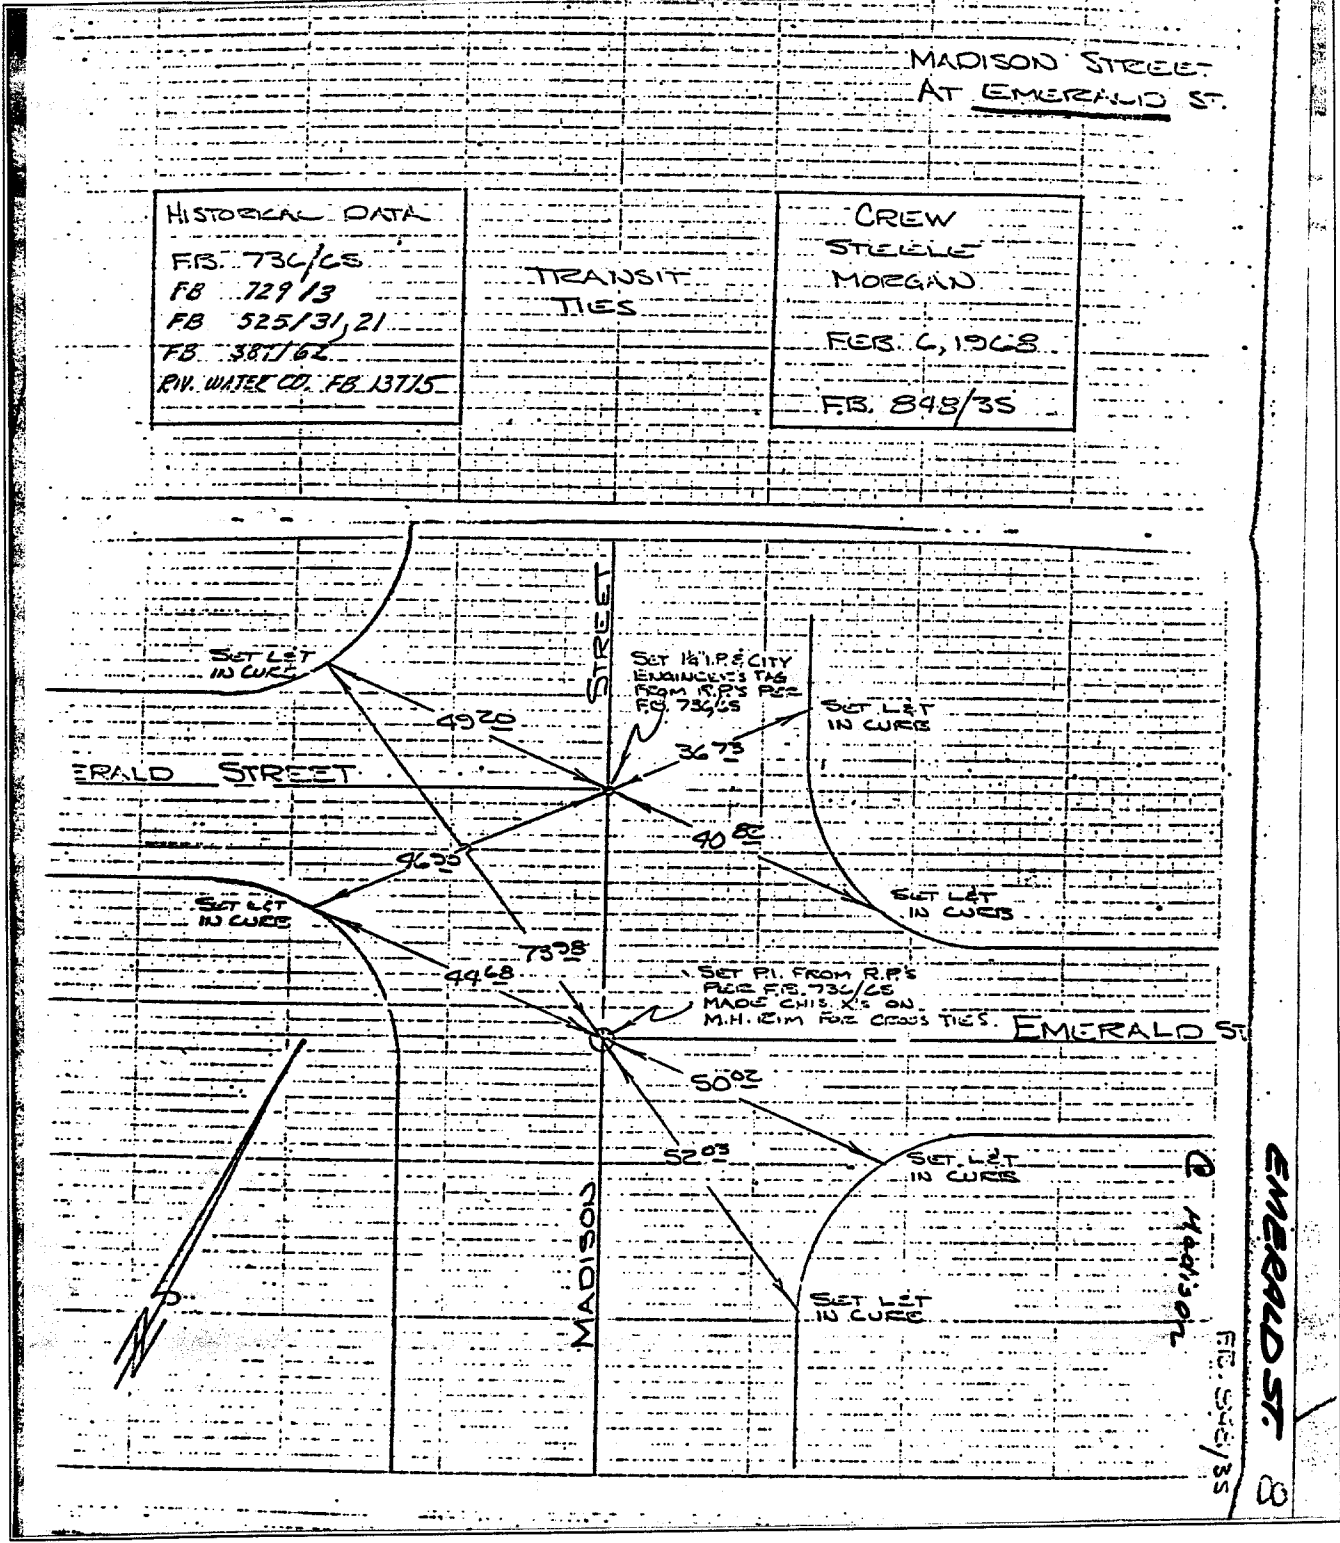 MADISON STREET
AT EMERALD ST.
HISTORICAL DATA
F.B. 736/65
FB 729/3
FB 525/31, 21
FB 387/62
RIV. WATER CO. FB 137/15
TRANSIT
TIES
CREW
STEELE
MORGAN
FEB. 6, 1968
F.B. 848/35
STREET
SET L&T
IN CURB
SET 1¼" I.P. & CITY
ENGINEER'S TAG
FROM R.P.'S PER
F.B. 736/65
SET L&T
IN CURB
49 20
36 73
ERALD STREET
40 82
46
SET L&T
IN CURB
SET L&T
IN CURB
73 98
44 68
SET P.I. FROM R.P.'S
PER F.B. 736/65
MADE CHIS. X'S ON
M.H. RIM FOR CROSS TIES.
EMERALD ST.
50 02
52 03
SET L&T
IN CURB
MADISON
SET L&T
IN CURB
EMERALD ST.
@ Madison
F.B. 848/35